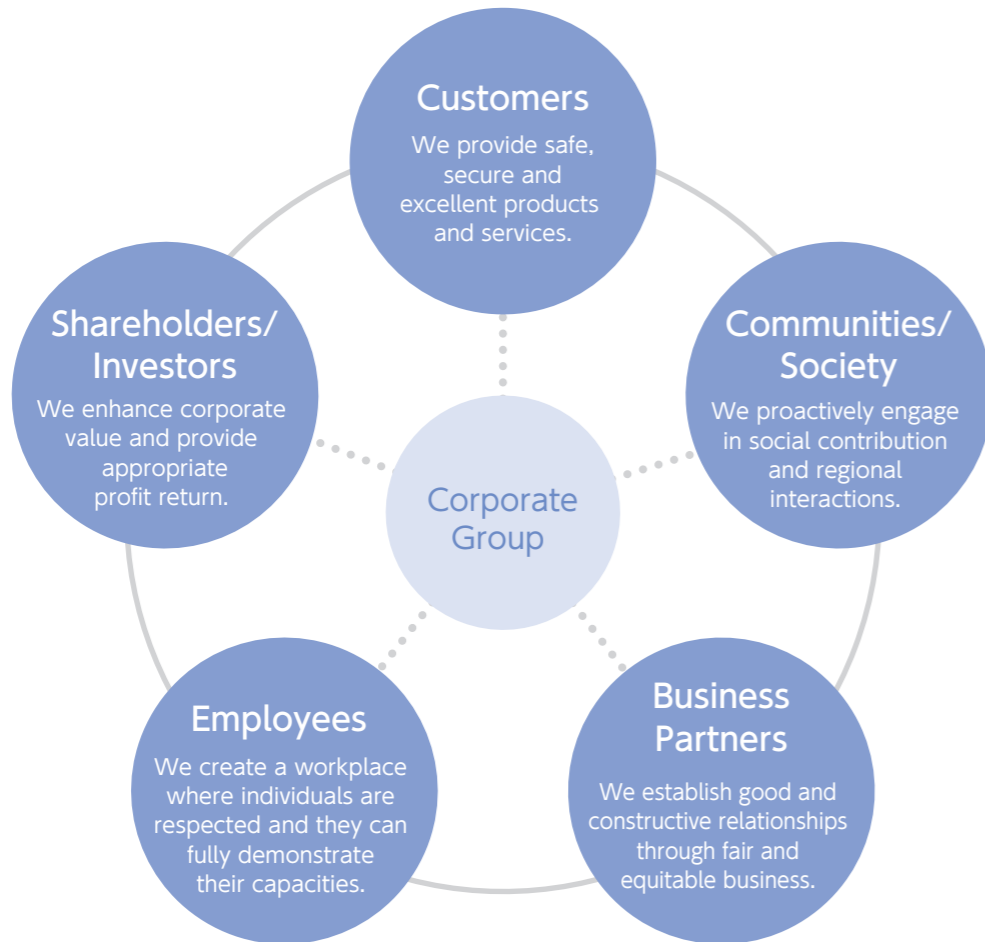 Customers
We provide safe,
secure and
excellent products
and services.
Shareholders/
Investors
We enhance corporate
value and provide
appropriate
profit return.
Communities/
Society
We proactively engage
in social contribution
and regional
interactions.
Corporate
Group
Employees
We create a workplace
where individuals are
respected and they can
fully demonstrate
their capacities.
Business
Partners
We establish good and
constructive relationships
through fair and
equitable business.